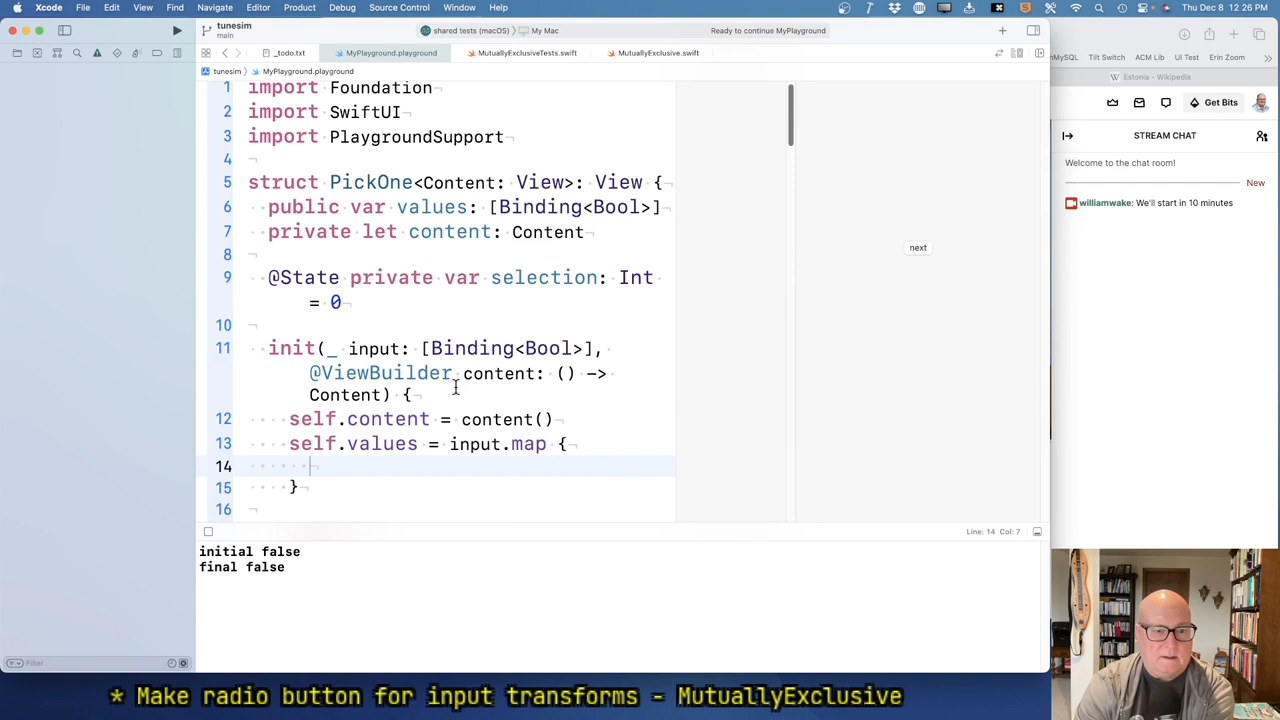 Xcode File Edit View Find Navigate Editor Product Debug Source Control Window Help
Sun Feb 4 12:26:29 PM
tunesim
main
shared tests (macOS) 〉 My Mac
Ready to continue MyPlayground
_todo.txt
MyPlayground.playground
MutuallyExclusiveTests.swift
MutuallyExclusive.swift
tunesim 〉 MyPlayground.playground
1 import Foundation
2 import SwiftUI
3 import PlaygroundSupport
4
5 struct PickOne<Content: View>: View {
6 public var values: [Binding<Bool>]
7 private let content: Content
8
9 @State private var selection: Int
= 0
10
11 init(_ input: [Binding<Bool>],
@ViewBuilder content: () ->
Content) {
12 self.content = content()
13 self.values = input.map {
14
15 }
16
next
Line: 14 Col: 7
initial false
final false
Filter
nMySQL Tilt Switch ACM Lib UI Test Erin Zoom
Estonia - Wikipedia
Get Bits
STREAM CHAT
Welcome to the chat room!
New
williamwake: We'll start in 10 minutes
* Make radio button for input transforms - MutuallyExclusive